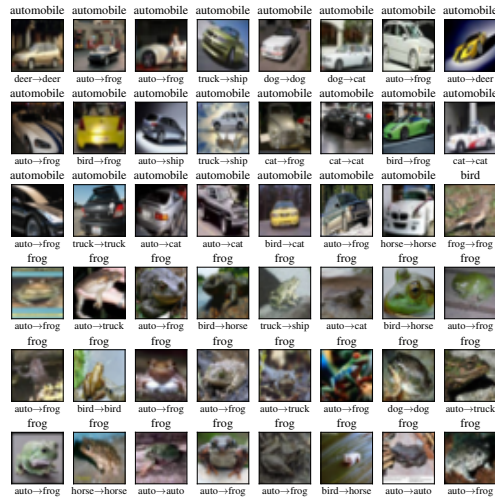 automobile automobile automobile automobile automobile automobile automobile automobile
deer→deer auto→frog auto→frog truck→ship dog→dog dog→cat auto→frog auto→deer
automobile automobile automobile automobile automobile automobile automobile automobile
auto→frog bird→frog auto→ship truck→ship cat→frog cat→cat bird→frog cat→cat
automobile automobile automobile automobile automobile automobile automobile bird
auto→frog truck→truck auto→cat auto→cat bird→cat auto→frog horse→horse frog→frog
frog frog frog frog frog frog frog frog
auto→frog auto→truck auto→frog bird→horse truck→ship auto→cat bird→horse auto→frog
frog frog frog frog frog frog frog frog
auto→frog bird→bird auto→frog auto→frog auto→truck auto→frog dog→dog auto→truck
frog frog frog frog frog frog frog frog
auto→frog horse→horse auto→auto auto→frog auto→frog bird→horse auto→auto auto→frog